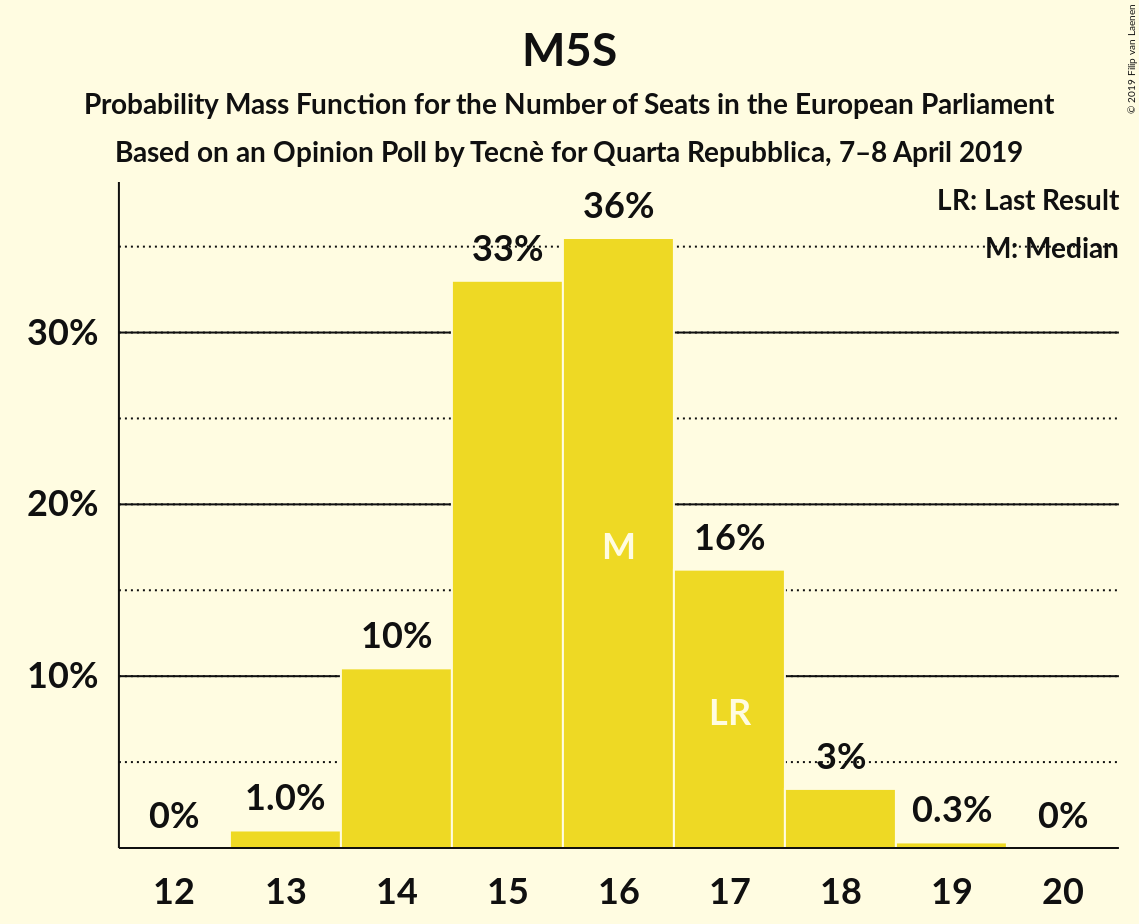 M5S
Probability Mass Function for the Number of Seats in the European Parliament
Based on an Opinion Poll by Tecnè for Quarta Repubblica, 7–8 April 2019
© 2019 Filip van Laenen
LR: Last Result
M: Median
30%
20%
10%
0%
1.0%
10%
33%
36%
16%
3%
0.3%
0%
M
LR
12 13 14 15 16 17 18 19 20